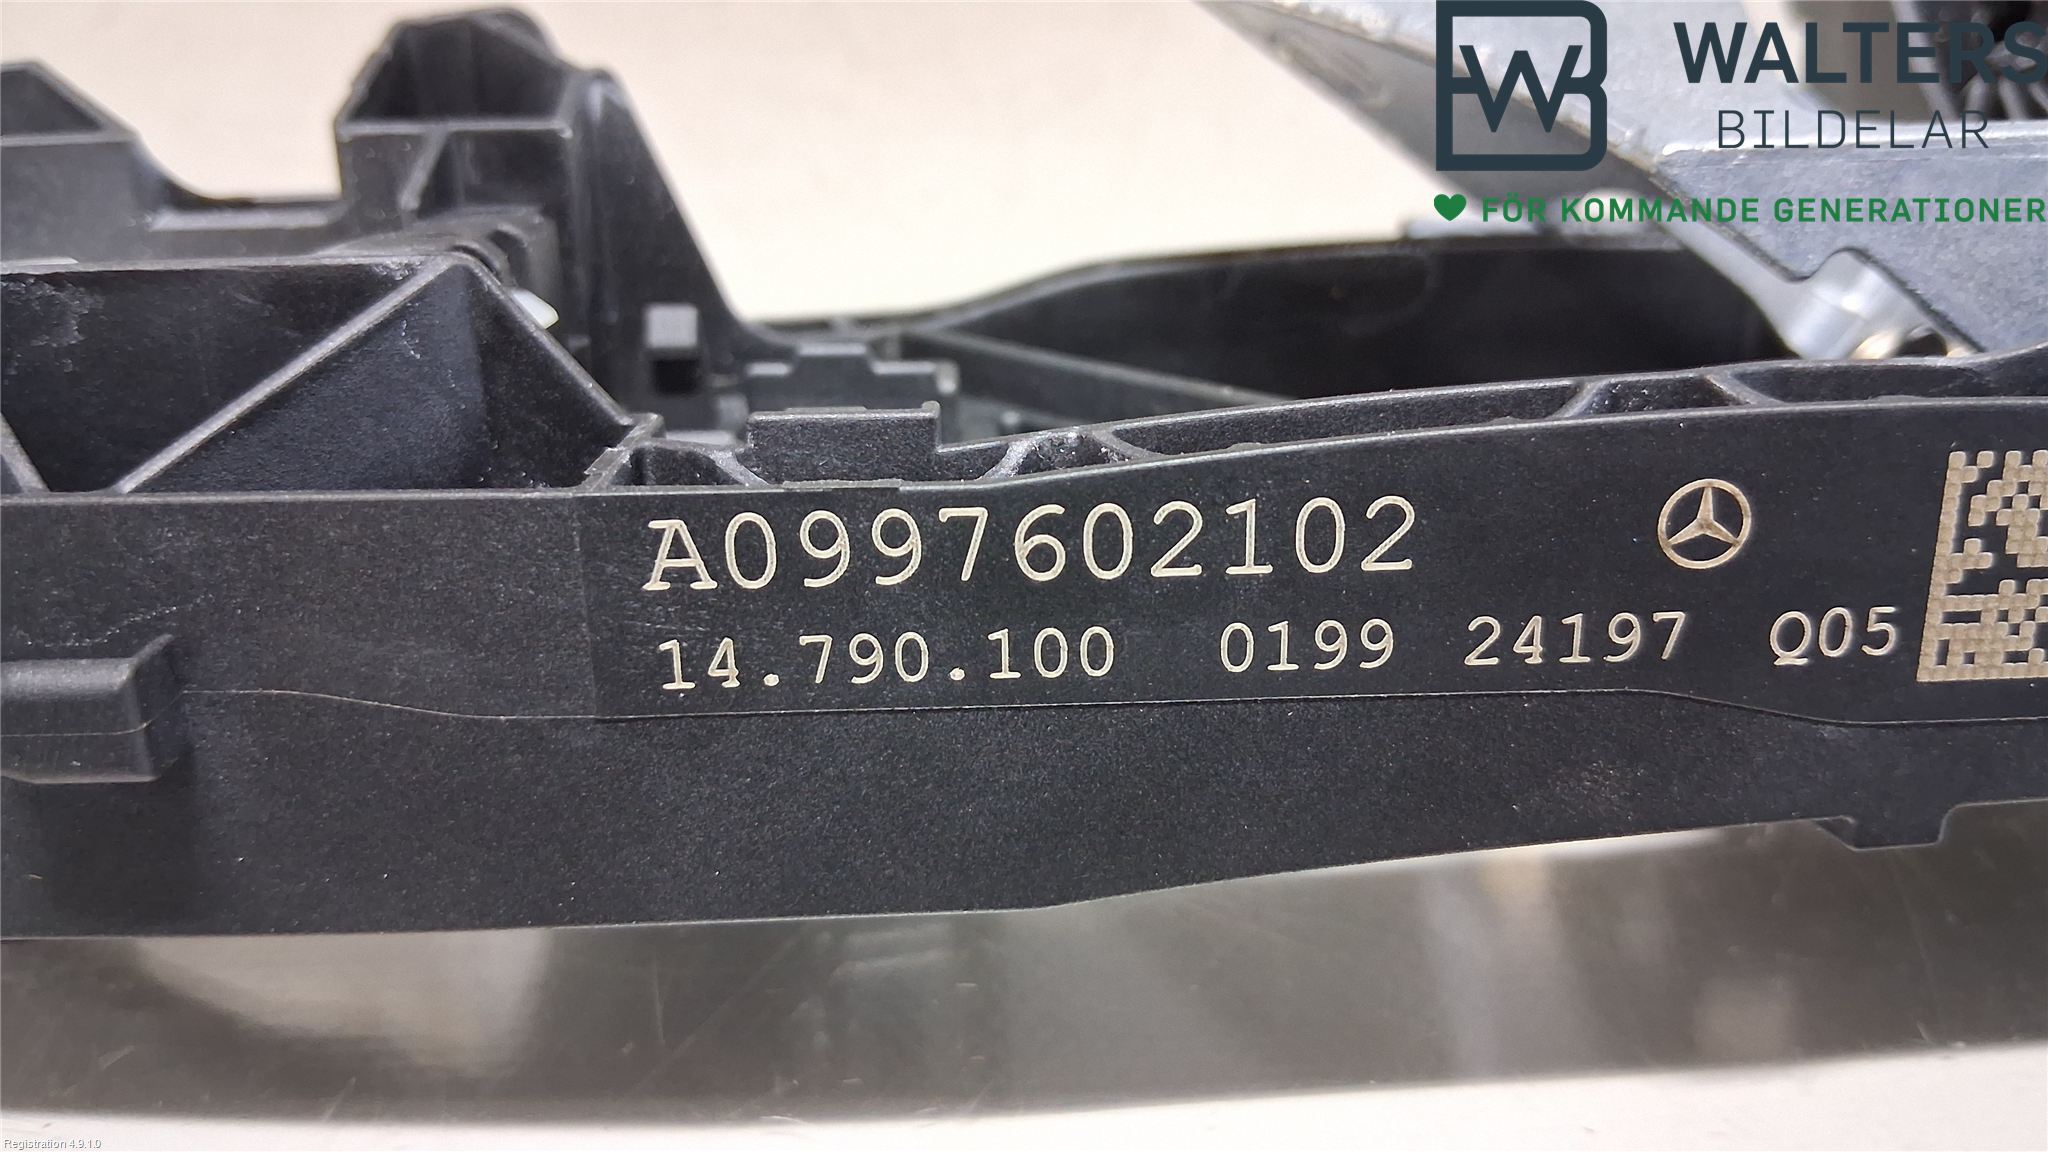 WALTERS
BILDELAR
FÖR KOMMANDE GENERATIONER
A0997602102
14.790.100 0199 24197 Q05
Registration 4.9.1.0